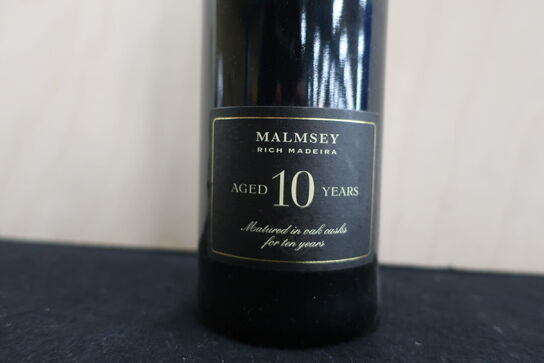 MALMSEY
RICH MADEIRA
AGED 10 YEARS
Matured in oak casks
for ten years